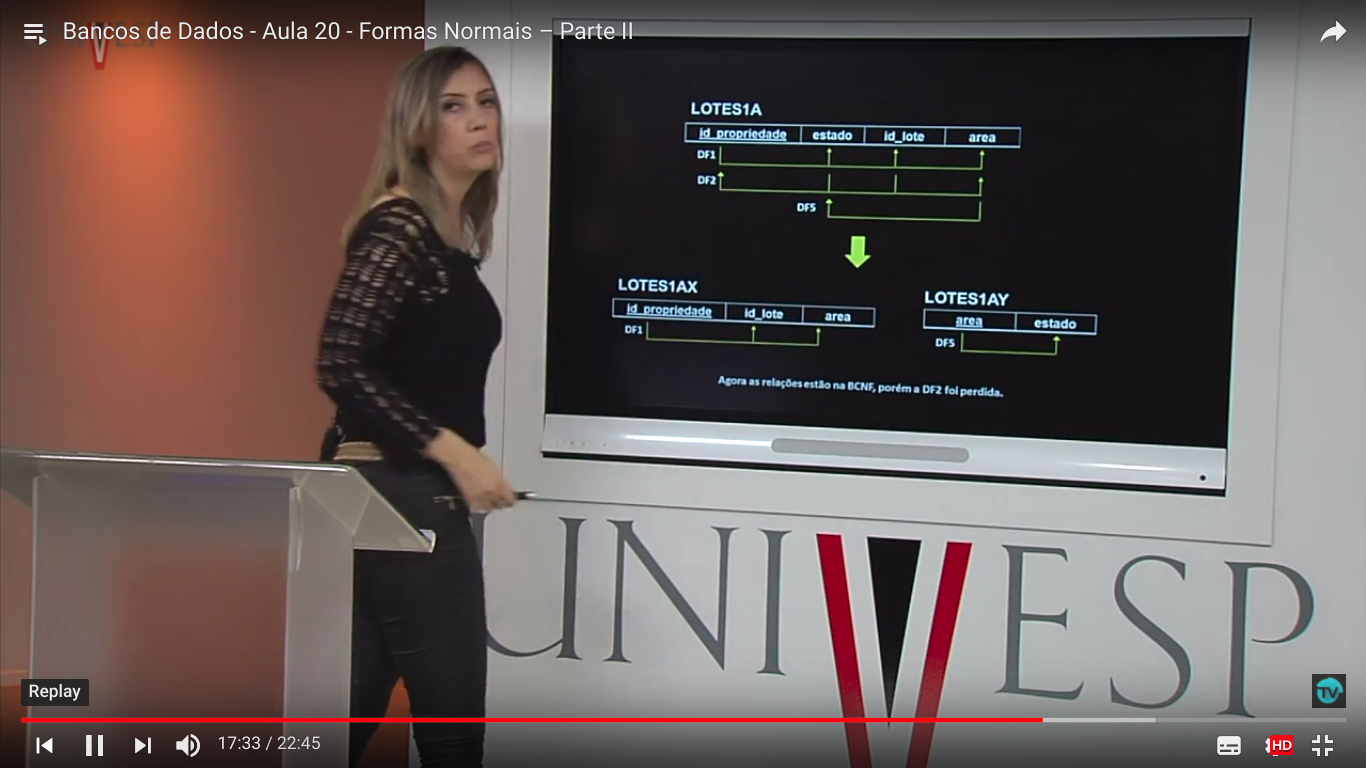 Bancos de Dados - Aula 20 - Formas Normais – Parte II
LOTES1A
id_propriedade estado id_lote area
DF1
DF2
DF5
LOTES1AX
id_propriedade id_lote area
DF1
LOTES1AY
area estado
DF5
Agora as relações estão na BCNF, porém a DF2 foi perdida.
UNIVESP
Replay
TV
17:33 / 22:45
HD